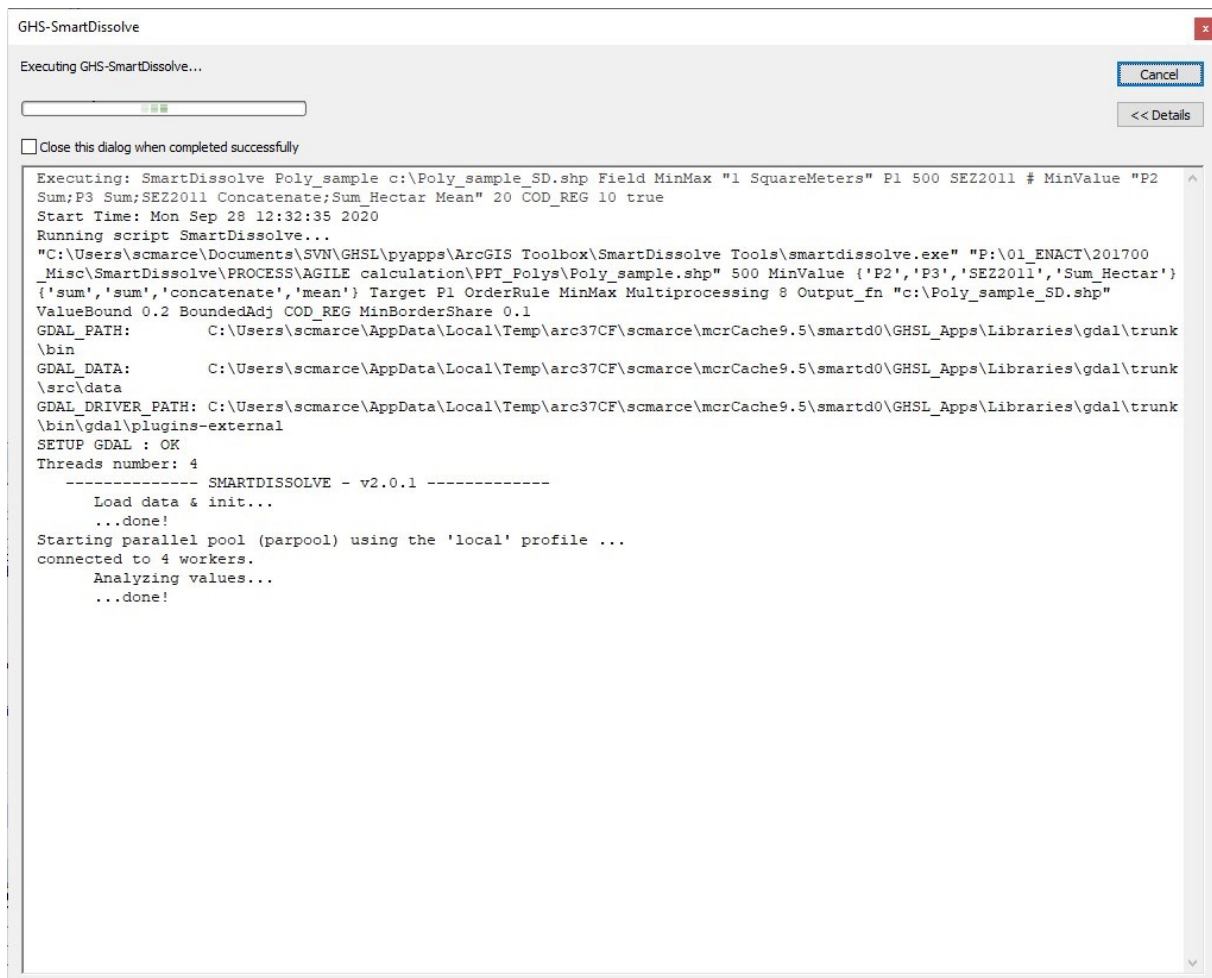 GHS-SmartDissolve
x
Executing GHS-SmartDissolve...
Cancel
<< Details
Close this dialog when completed successfully
Executing: SmartDissolve Poly_sample c:\Poly_sample_SD.shp Field MinMax "1 SquareMeters" P1 500 SEZ2011 # MinValue "P2
Sum;P3 Sum;SEZ2011 Concatenate;Sum_Hectar Mean" 20 COD_REG 10 true
Start Time: Mon Sep 28 12:32:35 2020
Running script SmartDissolve...
"C:\Users\scmarce\Documents\SVN\GHSL\pyapps\ArcGIS Toolbox\SmartDissolve Tools\smartdissolve.exe" "P:\01_ENACT\201700
_Misc\SmartDissolve\PROCESS\AGILE calculation\PPT_Polys\Poly_sample.shp" 500 MinValue {'P2','P3','SEZ2011','Sum_Hectar'}
{'sum','sum','concatenate','mean'} Target P1 OrderRule MinMax Multiprocessing 8 Output_fn "c:\Poly_sample_SD.shp"
ValueBound 0.2 BoundedAdj COD_REG MinBorderShare 0.1
GDAL_PATH: C:\Users\scmarce\AppData\Local\Temp\arc37CF\scmarce\mcrCache9.5\smartd0\GHSL_Apps\Libraries\gdal\trunk
\bin
GDAL_DATA: C:\Users\scmarce\AppData\Local\Temp\arc37CF\scmarce\mcrCache9.5\smartd0\GHSL_Apps\Libraries\gdal\trunk
\src\data
GDAL_DRIVER_PATH: C:\Users\scmarce\AppData\Local\Temp\arc37CF\scmarce\mcrCache9.5\smartd0\GHSL_Apps\Libraries\gdal\trunk
\bin\gdal\plugins-external
SETUP GDAL : OK
Threads number: 4
-------------- SMARTDISSOLVE - v2.0.1 -------------
Load data & init...
...done!
Starting parallel pool (parpool) using the 'local' profile ...
connected to 4 workers.
Analyzing values...
...done!